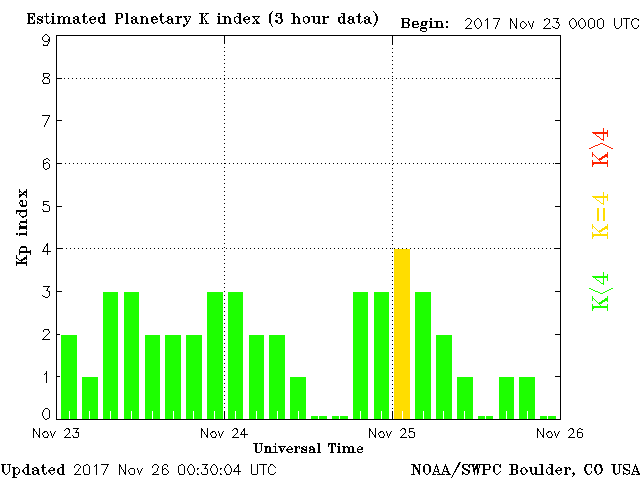 Estimated Planetary K index (3 hour data) Begin: 2017 Nov 23 0000 UTC
9
8
7
6
5
4
3
2
1
0
Kp index
K>4
K=4
K<4
Nov 23 Nov 24 Nov 25 Nov 26
Universal Time
Updated 2017 Nov 26 00:30:04 UTC NOAA/SWPC Boulder, CO USA